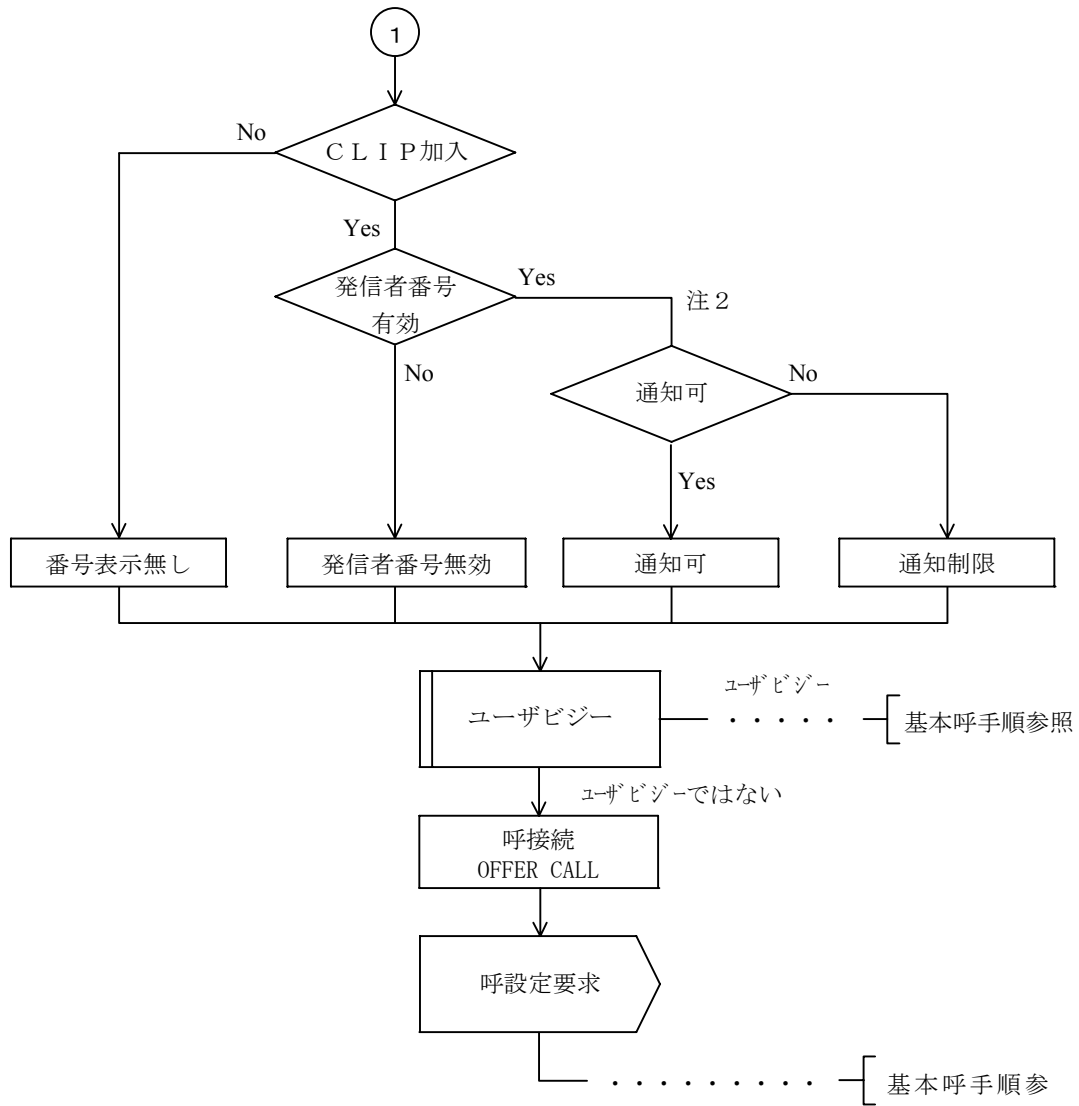 1
No
ＣＬＩＰ加入
Yes
発信者番号
有効
Yes
注２
No
通知可
No
Yes
番号表示無し
発信者番号無効
通知可
通知制限
ユーザビジー
ﾕｰｻﾞﾋﾞｼﾞｰ
・・・・・
基本呼手順参照
ﾕｰｻﾞﾋﾞｼﾞｰではない
呼接続
OFFER CALL
呼設定要求
・・・・・・・・・
基本呼手順参